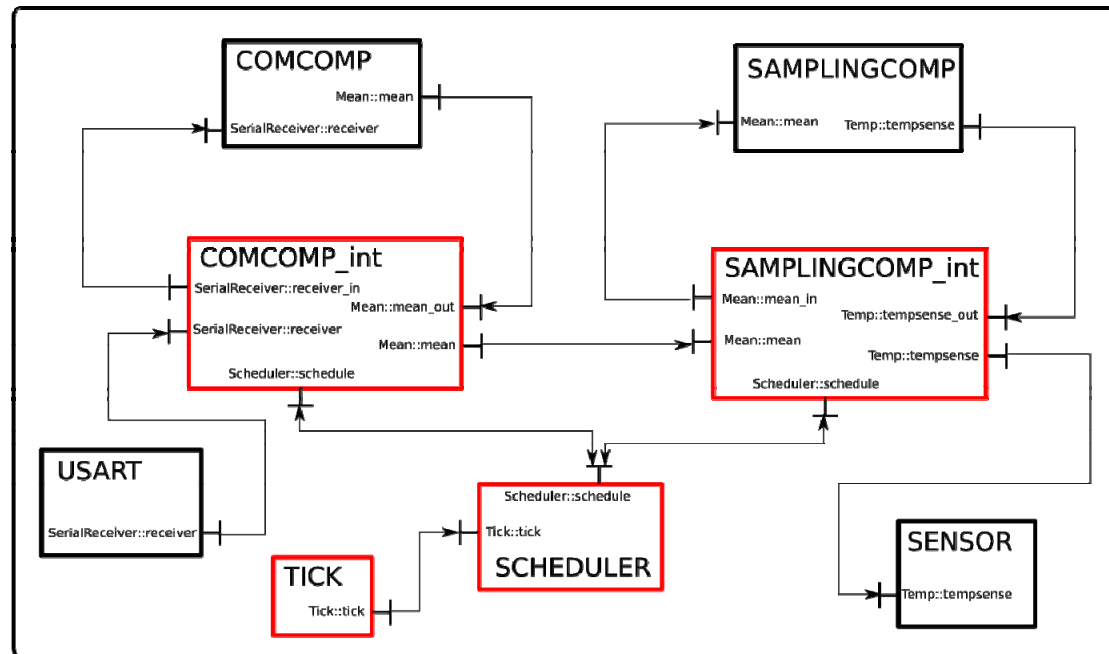 COMCOMP
Mean::mean
SerialReceiver::receiver
SAMPLINGCOMP
Mean::mean
Temp::tempsense
COMCOMP_int
SerialReceiver::receiver_in
Mean::mean_out
SerialReceiver::receiver
Mean::mean
Scheduler::schedule
SAMPLINGCOMP_int
Mean::mean_in
Temp::tempsense_out
Mean::mean
Temp::tempsense
Scheduler::schedule
USART
SerialReceiver::receiver
Scheduler::schedule
Tick::tick
SCHEDULER
TICK
Tick::tick
SENSOR
Temp::tempsense